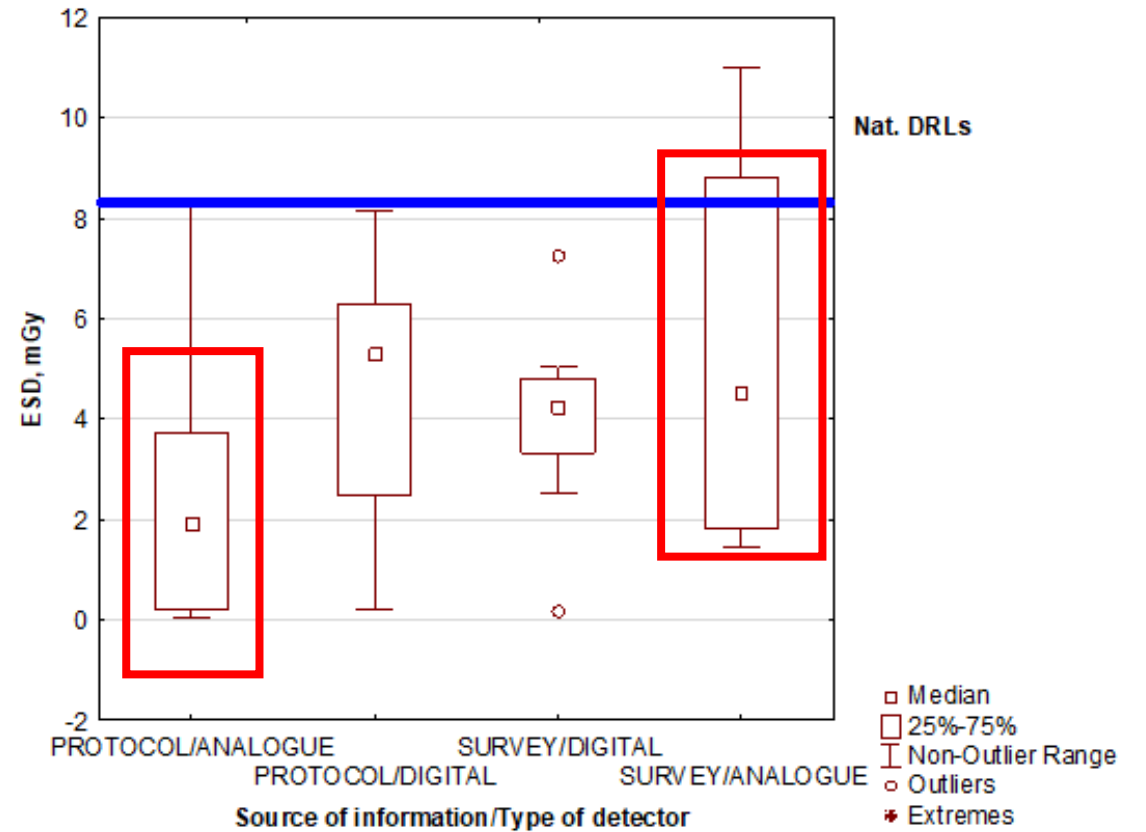 12
10
8
6
4
2
0
-2
ESD, mGy
Nat. DRLs
PROTOCOL/ANALOGUE
SURVEY/DIGITAL
PROTOCOL/DIGITAL
SURVEY/ANALOGUE
Source of information/Type of detector
Median
25%-75%
Non-Outlier Range
Outliers
Extremes